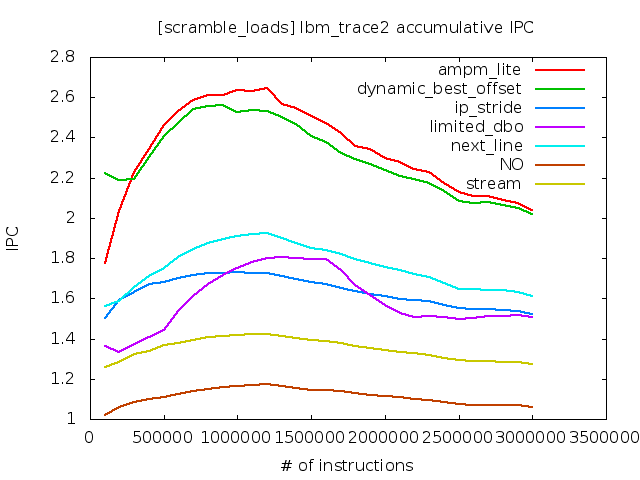 [scramble_loads] lbm_trace2 accumulative IPC
2.8
2.6
2.4
2.2
2
1.8
1.6
1.4
1.2
1
IPC
ampm_lite
dynamic_best_offset
ip_stride
limited_dbo
next_line
NO
stream
0 500000 1000000 1500000 2000000 2500000 3000000 3500000
# of instructions